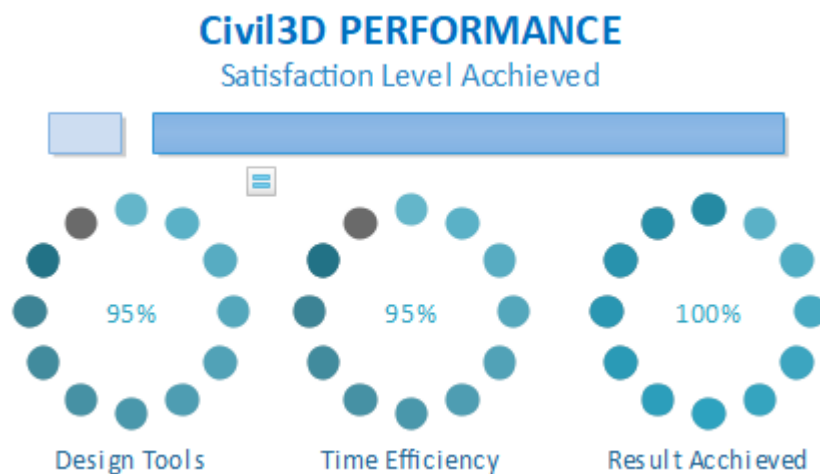 Civil3D PERFORMANCE
Satisfaction Level Acchieved
95%
95%
100%
Design Tools
Time Efficiency
Result Acchieved